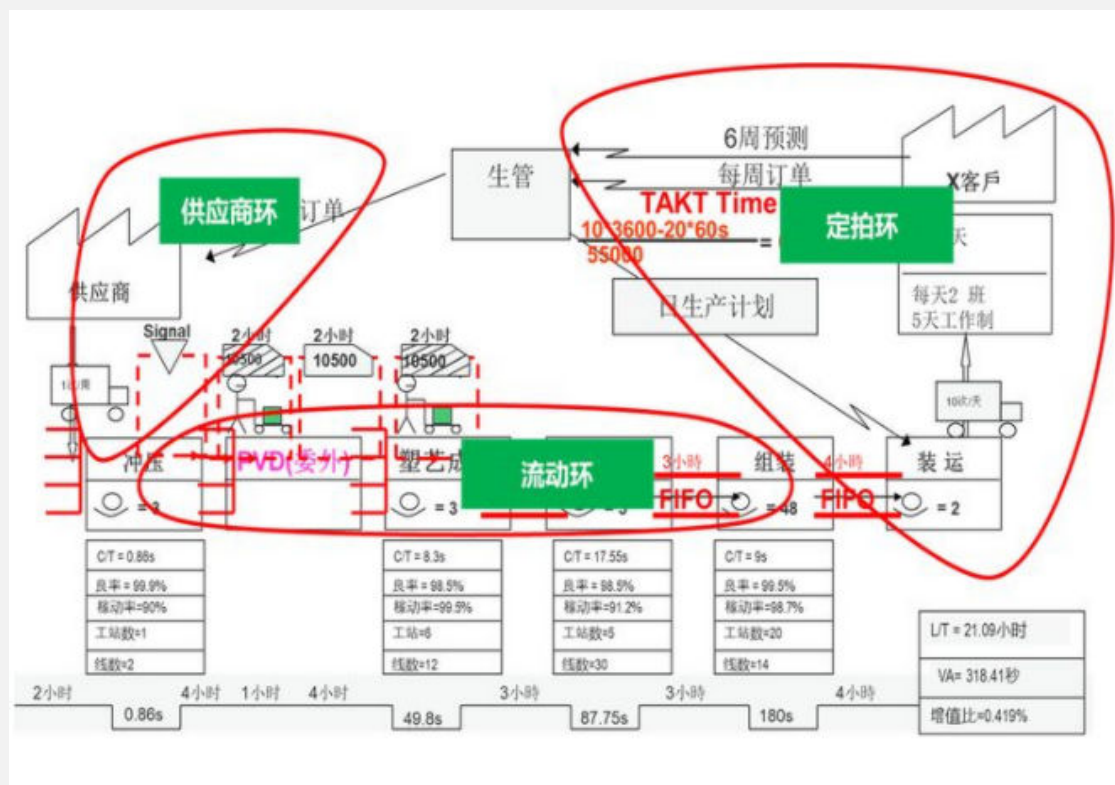 6周预测
每周订单
生管
X客戶
TAKT Time
10*3600-20*60s
55000
=
供应商环
订单
定拍环
天
供应商
日生产计划
每天2 班
5天工作制
Signal
2小时
2小时
2小时
10500
10500
10500
1次/周
10次/天
冲压
PVD(委外)
塑艺成
流动环
3小時
组装
4小時
装运
= 3
= 3
FIFO
= 48
FIFO
= 2
C/T = 0.86s
良率 = 99.9%
稼动率=90%
工站数=1
线数=2
C/T = 8.3s
良率 = 98.5%
稼动率=99.5%
工站=6
线数=12
C/T = 17.55s
良率 = 98.5%
稼动率=91.2%
工站数=5
线数=30
C/T = 9s
良率 = 99.5%
稼动率=98.7%
工站数=20
线数=14
L/T = 21.09小时
VA= 318.41秒
增值比=0.419%
2小时
4小时
1小时
4小时
3小時
3小時
4小時
0.86s
49.8s
87.75s
180s